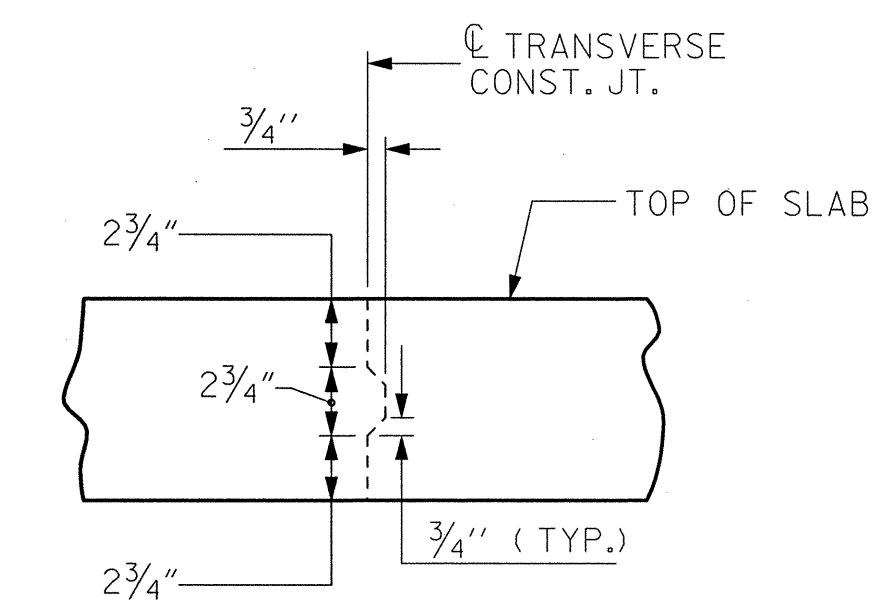 ℄ TRANSVERSE
CONST. JT.
3/4''
TOP OF SLAB
2 3/4"
2 3/4"
3/4'' (TYP.)
2 3/4"